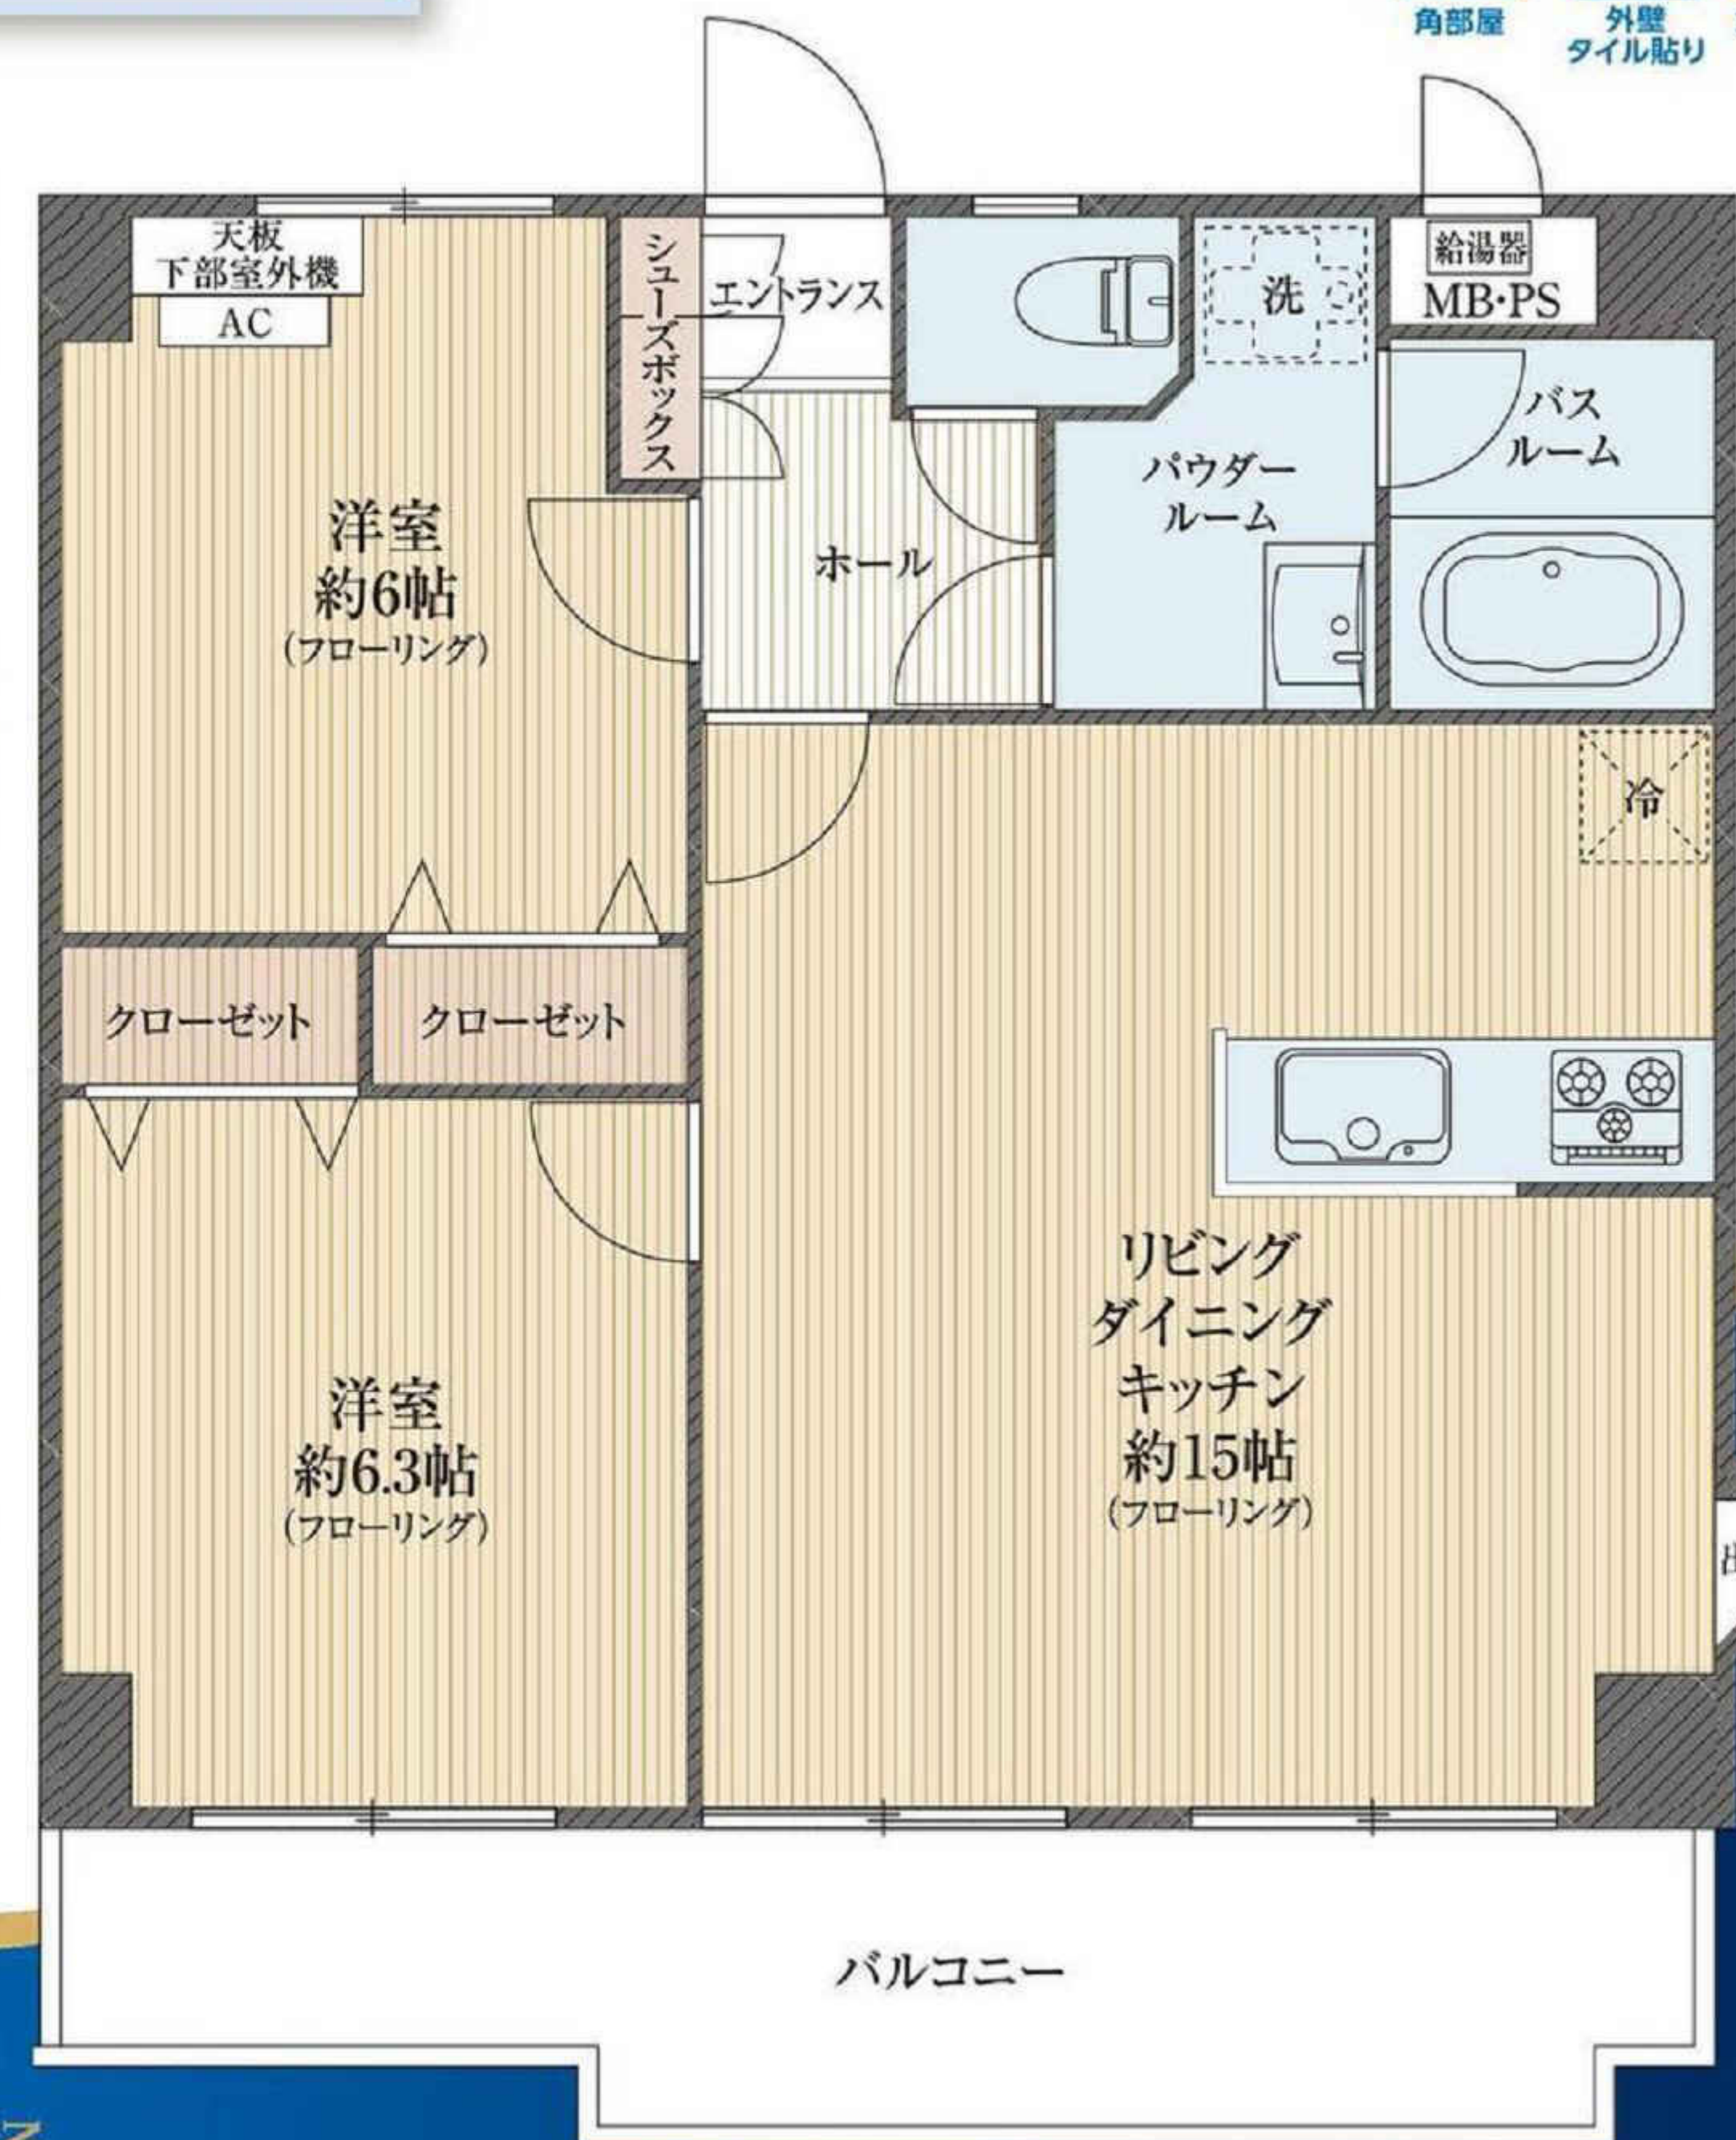 角部屋
外壁
タイル貼り
天板
下部室外機
AC
シューズボックス
エントランス
洗
給湯器
MB・PS
バス
ルーム
パウダー
ルーム
ホール
洋室
約6帖
(フローリング)
冷
クローゼット
クローゼット
リビング
ダイニング
キッチン
約15帖
(フローリング)
洋室
約6.3帖
(フローリング)
バルコニー
N